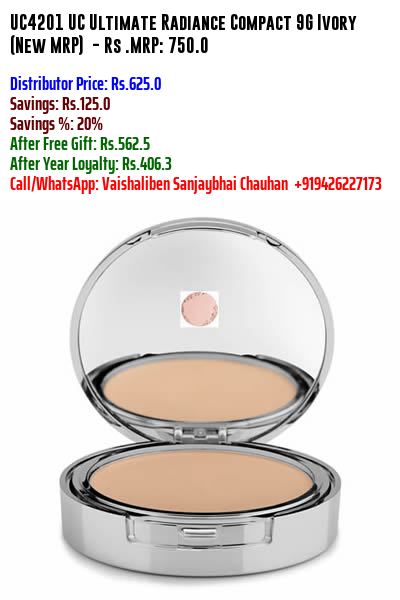 UC4201 UC Ultimate Radiance Compact 9G Ivory
(New MRP) - Rs .MRP: 750.0
Distributor Price: Rs.625.0
Savings: Rs.125.0
Savings %: 20%
After Free Gift: Rs.562.5
After Year Loyalty: Rs.406.3
Call/WhatsApp: Vaishaliben Sanjaybhai Chauhan +919426227173